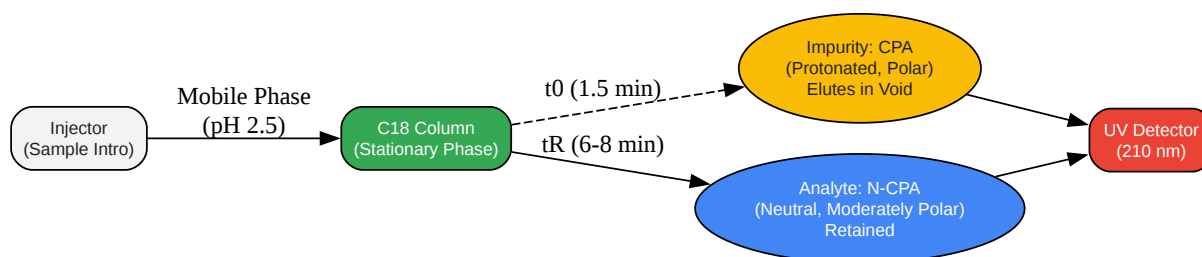 Injector
(Sample Intro)
Mobile Phase
(pH 2.5)
C18 Column
(Stationary Phase)
t0 (1.5 min)
tR (6-8 min)
Impurity: CPA
(Protonated, Polar)
Elutes in Void
Analyte: N-CPA
(Neutral, Moderately Polar)
Retained
UV Detector
(210 nm)